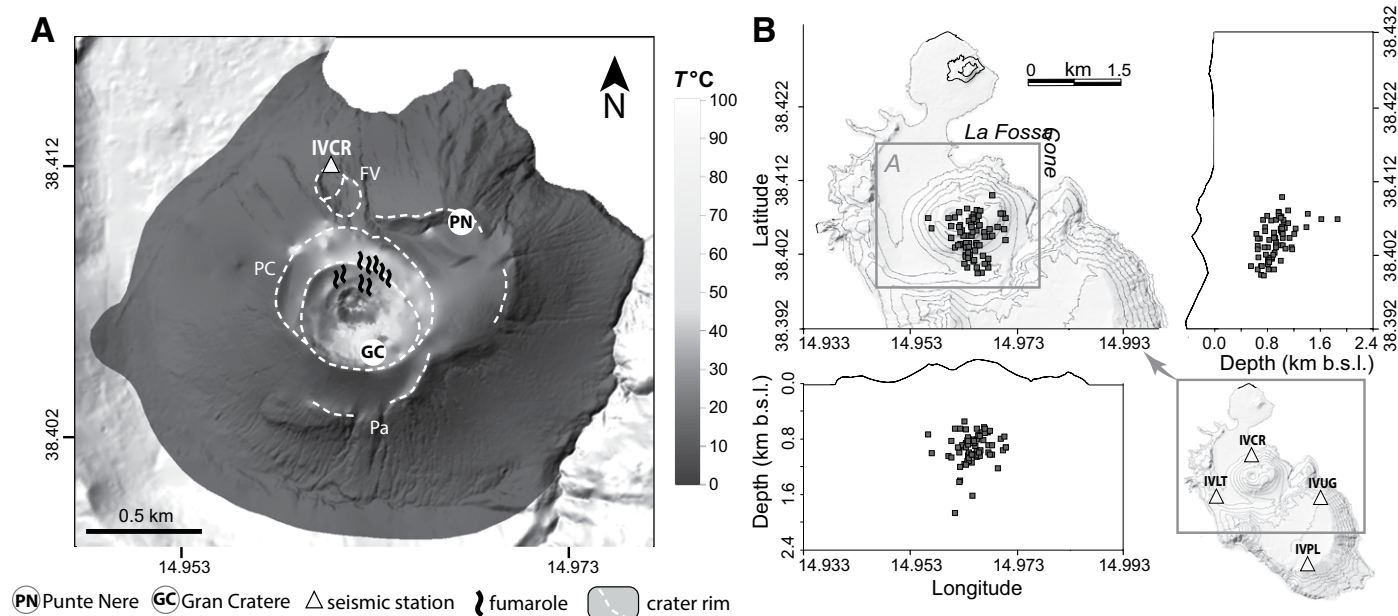 A
N
T°C
100
90
80
70
60
50
40
30
20
10
0
38.412
38.402
IVCR
FV
PN
PC
GC
Pa
0.5 km
14.953
14.973
PN Punte Nere
GC Gran Cratere
seismic station
fumarole
crater rim
B
0 km 1.5
La Fossa Cone
A
Latitude
38.422
38.412
38.402
38.392
14.933
14.953
14.973
14.993
38.432
38.422
38.412
38.402
38.392
0.0
0.8
1.6
2.4
Depth (km b.s.l.)
Depth (km b.s.l.)
0.0
0.8
1.6
2.4
14.933
14.953
14.973
14.993
Longitude
IVCR
IVLT
IVUG
IVPL